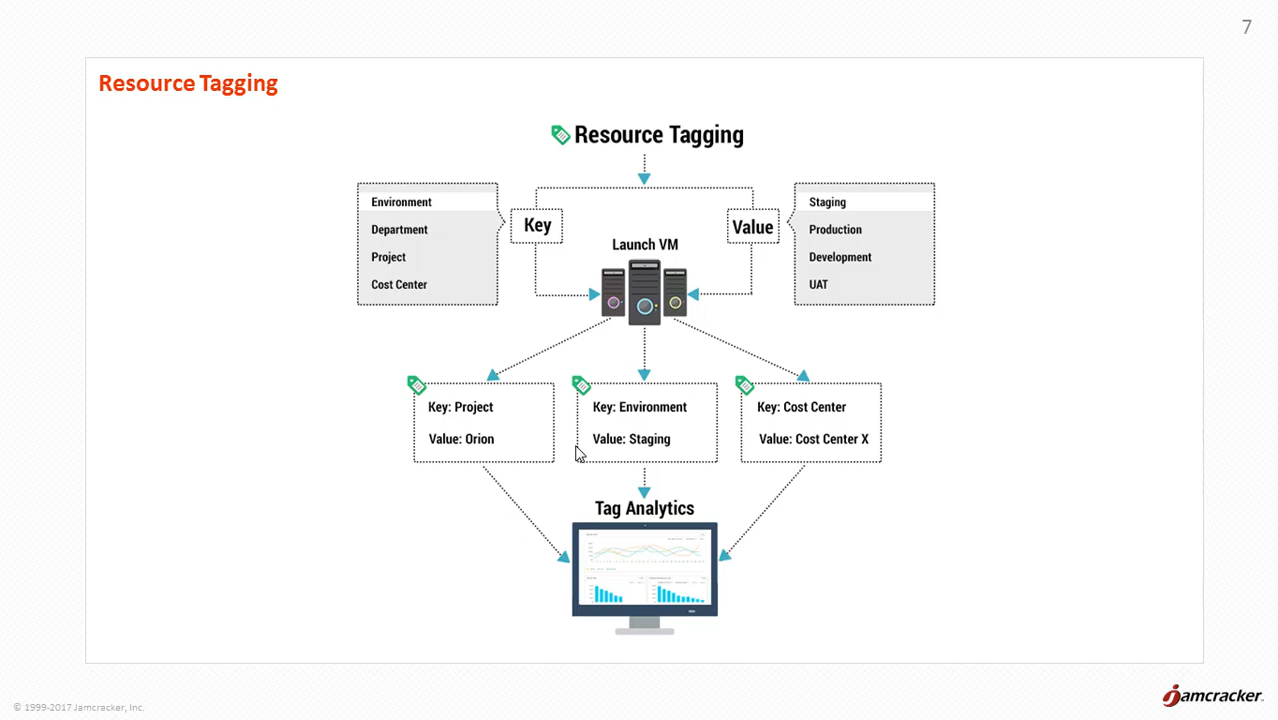 7
Resource Tagging
Resource Tagging
Environment
Department
Project
Cost Center
Key
Value
Staging
Production
Development
UAT
Launch VM
Key: Project
Value: Orion
Key: Environment
Value: Staging
Key: Cost Center
Value: Cost Center X
Tag Analytics
© 1999-2017 Jamcracker, Inc.
jamcracker